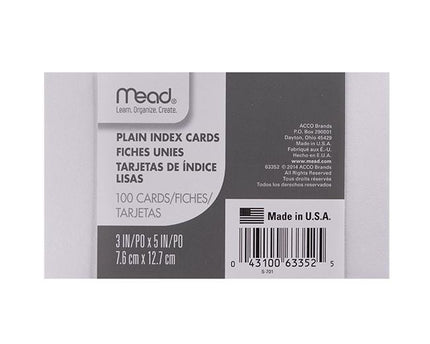 Mead®
Learn. Organize. Create.
PLAIN INDEX CARDS
FICHES UNIES
TARJETAS DE ÍNDICE
LISAS
100 CARDS/FICHES/
TARJETAS
3 IN/PO x 5 IN/PO
7.6 cm x 12.7 cm
ACCO Brands
P.O. Box 290001
Dayton, Ohio 45429
Made in U.S.A.
Fabriqué aux É.-U.
Hecho en E.U.
www.mead.com
63352 © 2014 ACCO Brands
All Rights Reserved
Tous droits réservés
Todos los derechos reservados
Made in U.S.A.
0 43100 63352 5
S-701